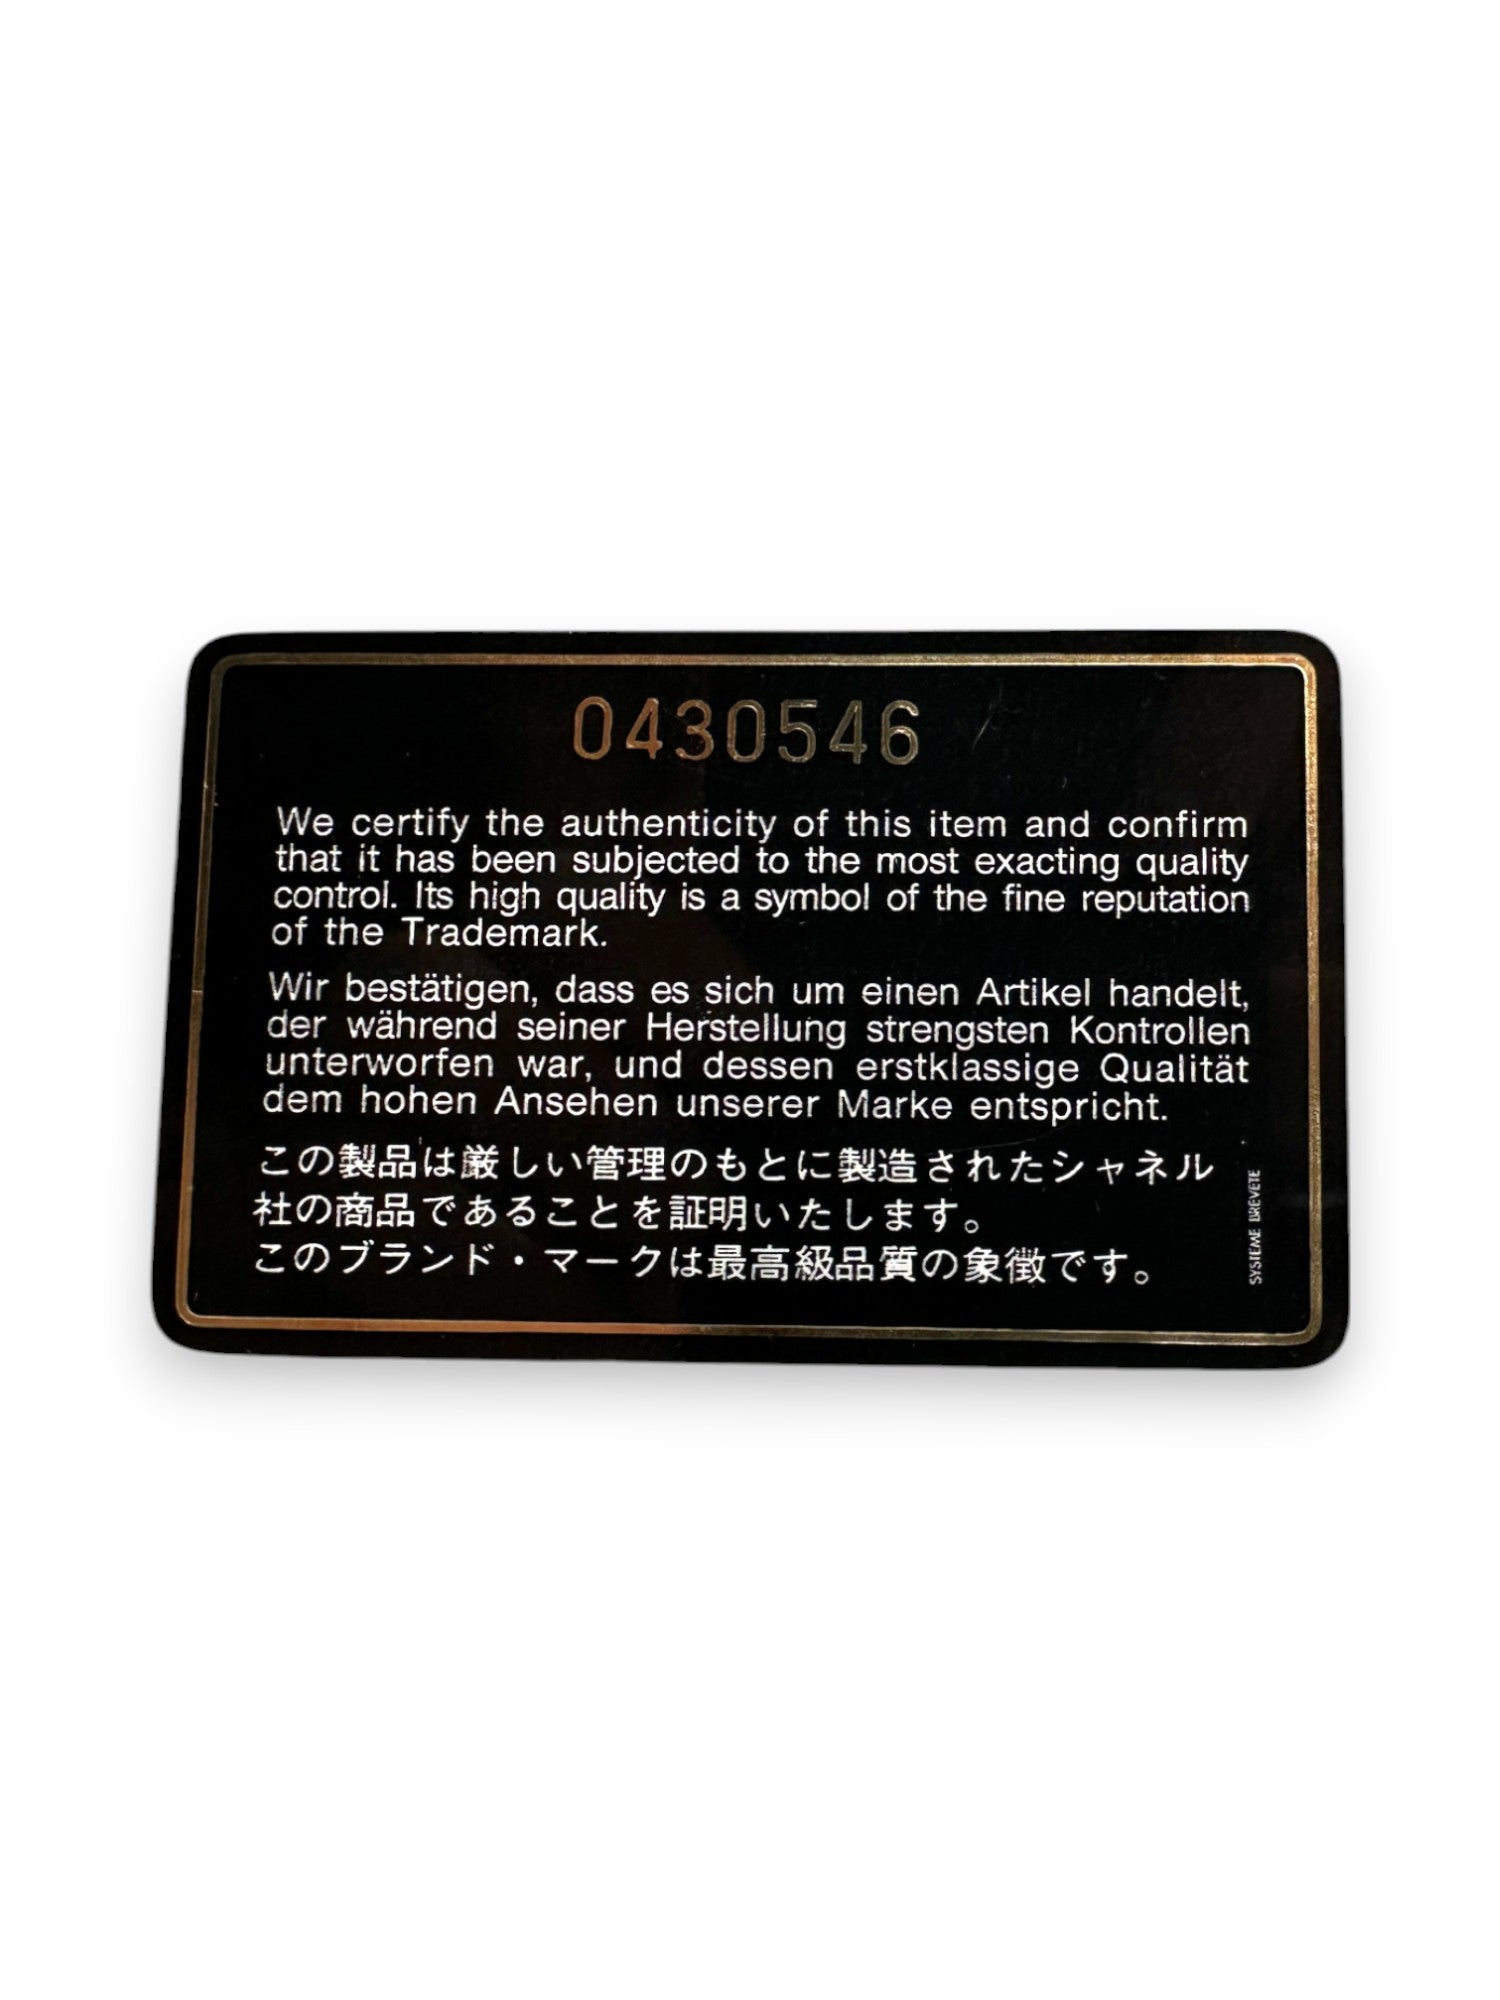 0430546
We certify the authenticity of this item and confirm
that it has been subjected to the most exacting quality
control. Its high quality is a symbol of the fine reputation
of the Trademark.
Wir bestätigen, dass es sich um einen Artikel handelt,
der während seiner Herstellung strengsten Kontrollen
unterworfen war, und dessen erstklassige Qualität
dem hohen Ansehen unserer Marke entspricht.
この製品は厳しい管理のもとに製造されたシャネル
社の商品であることを証明いたします。
このブランド・マークは最高級品質の象徴です。
SYSTEME BREVETE